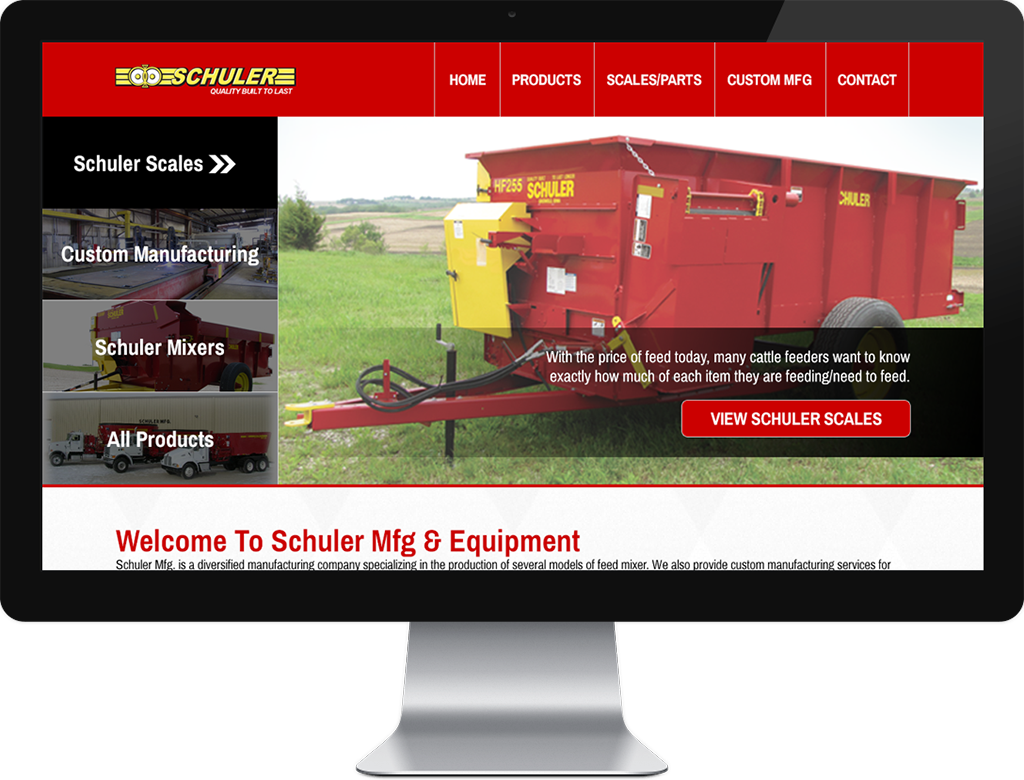 SCHULER
QUALITY BUILT TO LAST
HOME
PRODUCTS
SCALES/PARTS
CUSTOM MFG
CONTACT
Schuler Scales
Custom Manufacturing
SCHULER
Schuler Mixers
SCHULER MFG.
All Products
HF255
SCHULER
SCHULER
With the price of feed today, many cattle feeders want to know
exactly how much of each item they are feeding/need to feed.
VIEW SCHULER SCALES
Welcome To Schuler Mfg & Equipment
Schuler Mfg. is a diversified manufacturing company specializing in the production of several models of feed mixer. We also provide custom manufacturing services for